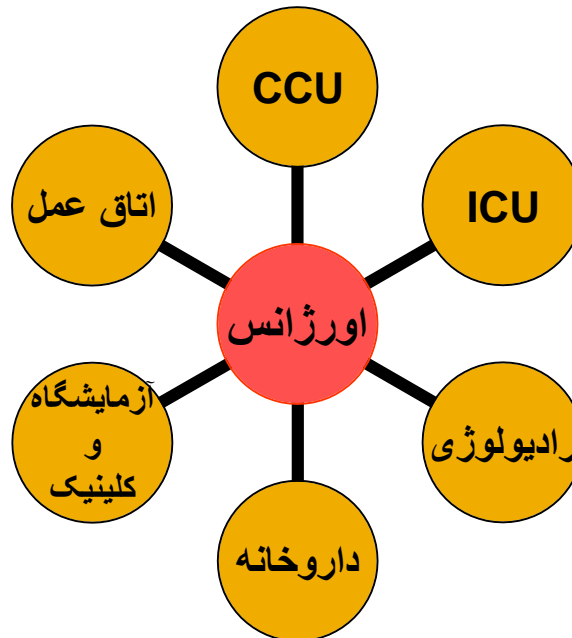 CCU
ICU
اتاق عمل
اورژانس
رادیولوژی
آزمایشگاه
و
کلینیک
داروخانه